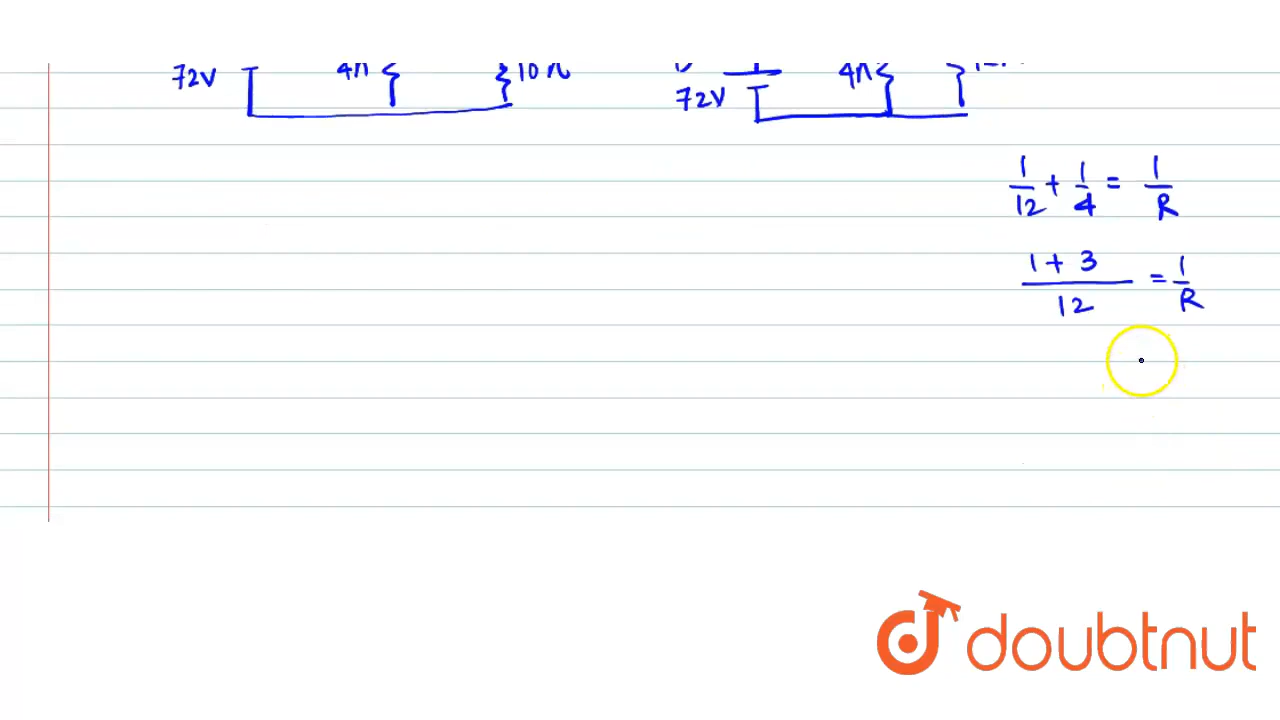 72V 4Ω 10Ω
72V 4Ω
1/12 + 1/4 = 1/R
1 + 3/12 = 1/R
doubtnut